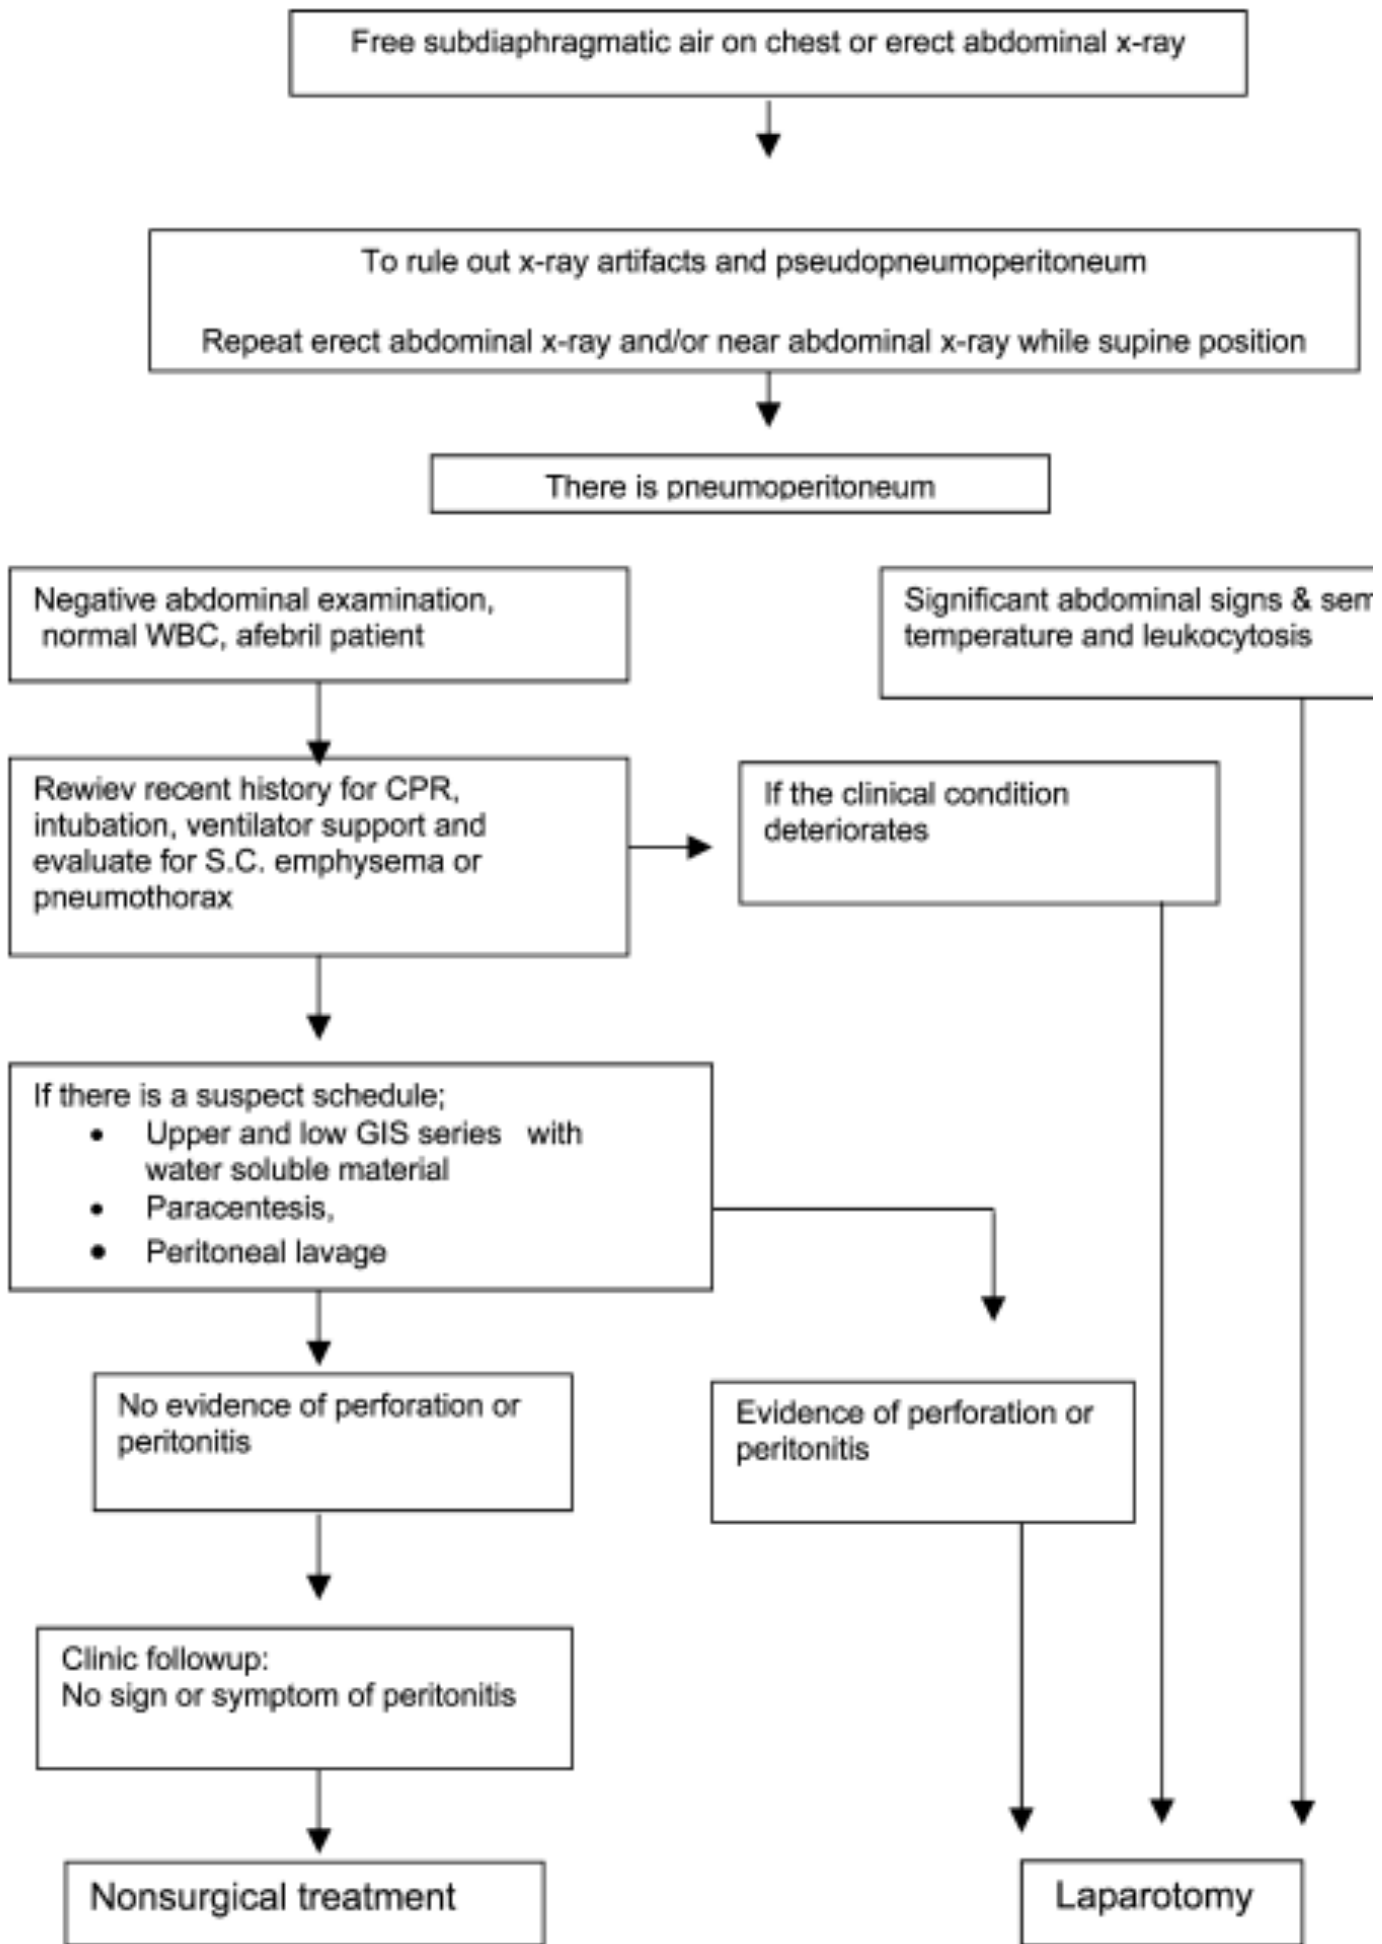 Free subdiaphragmatic air on chest or erect abdominal x-ray
To rule out x-ray artifacts and pseudopneumoperitoneum
Repeat erect abdominal x-ray and/or near abdominal x-ray while supine position
There is pneumoperitoneum
Negative abdominal examination,
normal WBC, afebril patient
Significant abdominal signs & sem
temperature and leukocytosis
Rewiev recent history for CPR,
intubation, ventilator support and
evaluate for S.C. emphysema or
pneumothorax
If the clinical condition
deteriorates
If there is a suspect schedule;
• Upper and low GIS series with
water soluble material
• Paracentesis,
• Peritoneal lavage
No evidence of perforation or
peritonitis
Evidence of perforation or
peritonitis
Clinic followup:
No sign or symptom of peritonitis
Nonsurgical treatment
Laparotomy